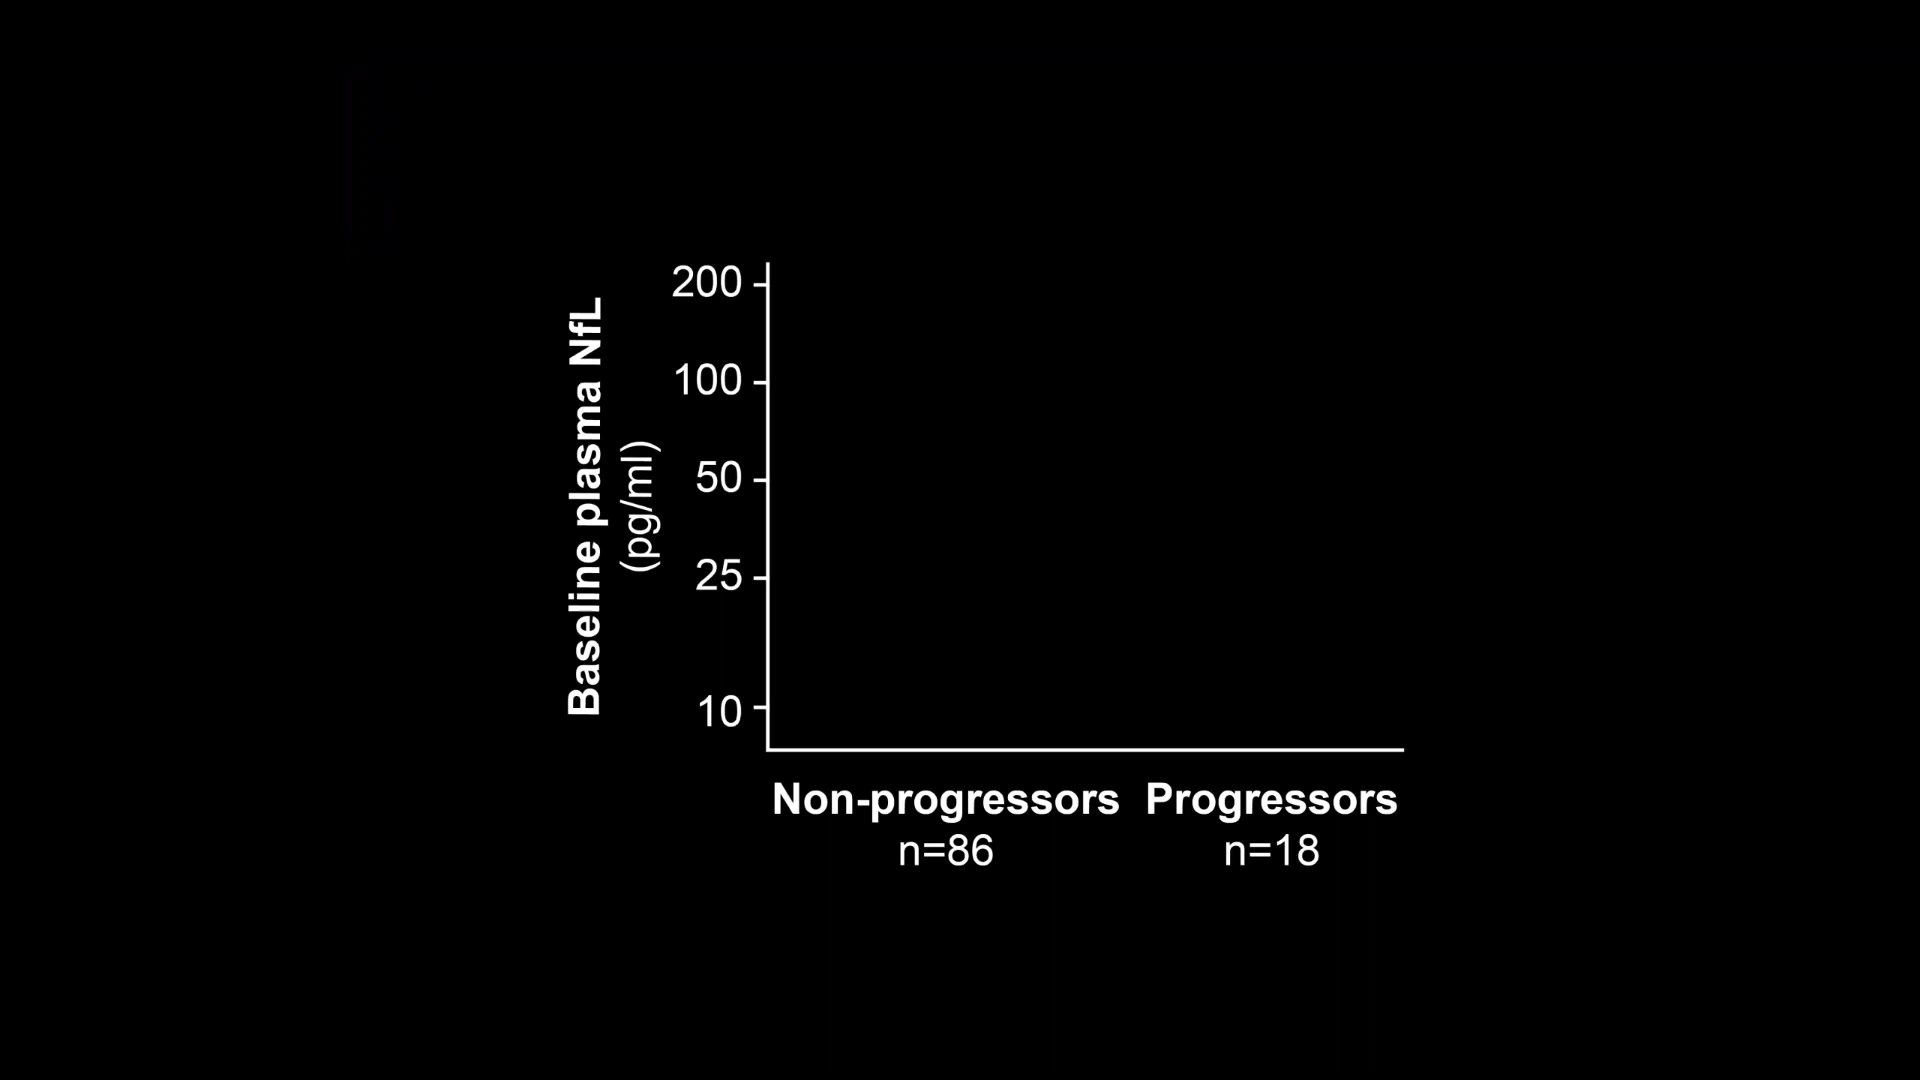 Baseline plasma NfL
(pg/ml)
200
100
50
25
10
Non-progressors Progressors
n=86 n=18